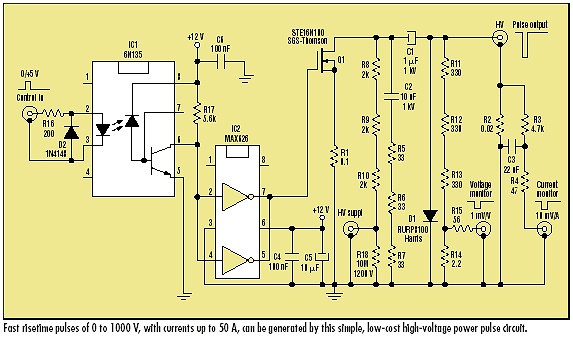 IC1
6N135
0/+5 V
Control in
R16
200
D2
1N4148
1
2
3
4
8
7
6
5
+12 V
C6
100 nF
R17
5.6k
IC2
MAX626
1
2
3
4
8
7
6
5
C4
100 nF
C5
10 µF
+12 V
STE16N100
SGS-Thomson
Q1
R1
0.1
HV suppl
R8
2k
R9
2k
R10
2k
R18
10M
1200 V
C1
1 µF
1 kV
C2
10 nF
1 kV
R5
33
R6
33
R7
33
D1
RURP8100
Harris
R11
330
R12
330
R13
330
R14
2.2
R15
56
Voltage
monitor
1 mV/V
HV
Pulse output
R2
0.02
R3
4.7k
C3
22 nF
R4
47
Current
monitor
10 mV/A
Fast risetime pulses of 0 to 1000 V, with currents up to 50 A, can be generated by this simple, low-cost high-voltage power pulse circuit.